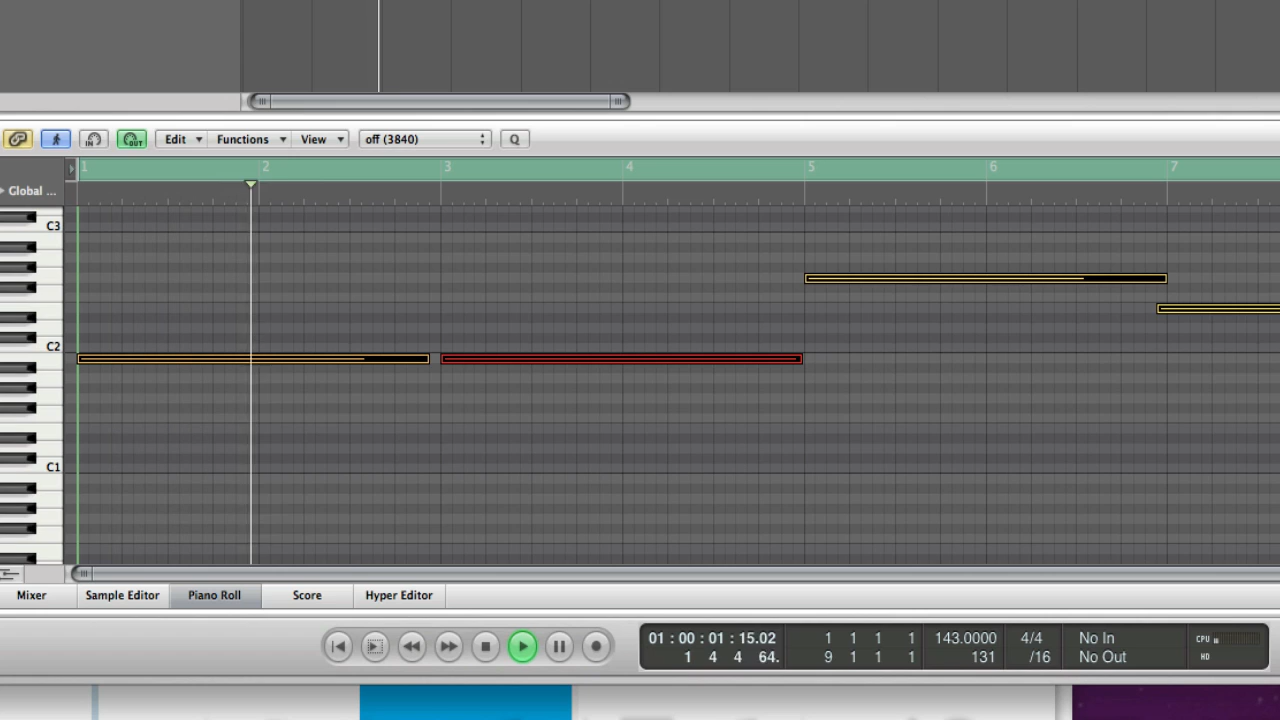 IN OUT Edit Functions View off (3840) Q
1 2 3 4 5 6 7
Global ...
C3
C2
C1
Mixer Sample Editor Piano Roll Score Hyper Editor
01 : 00 : 01 : 15.02 1 1 1 1 143.0000 4/4 No In CPU
1 4 4 64. 9 1 1 1 131 /16 No Out HD